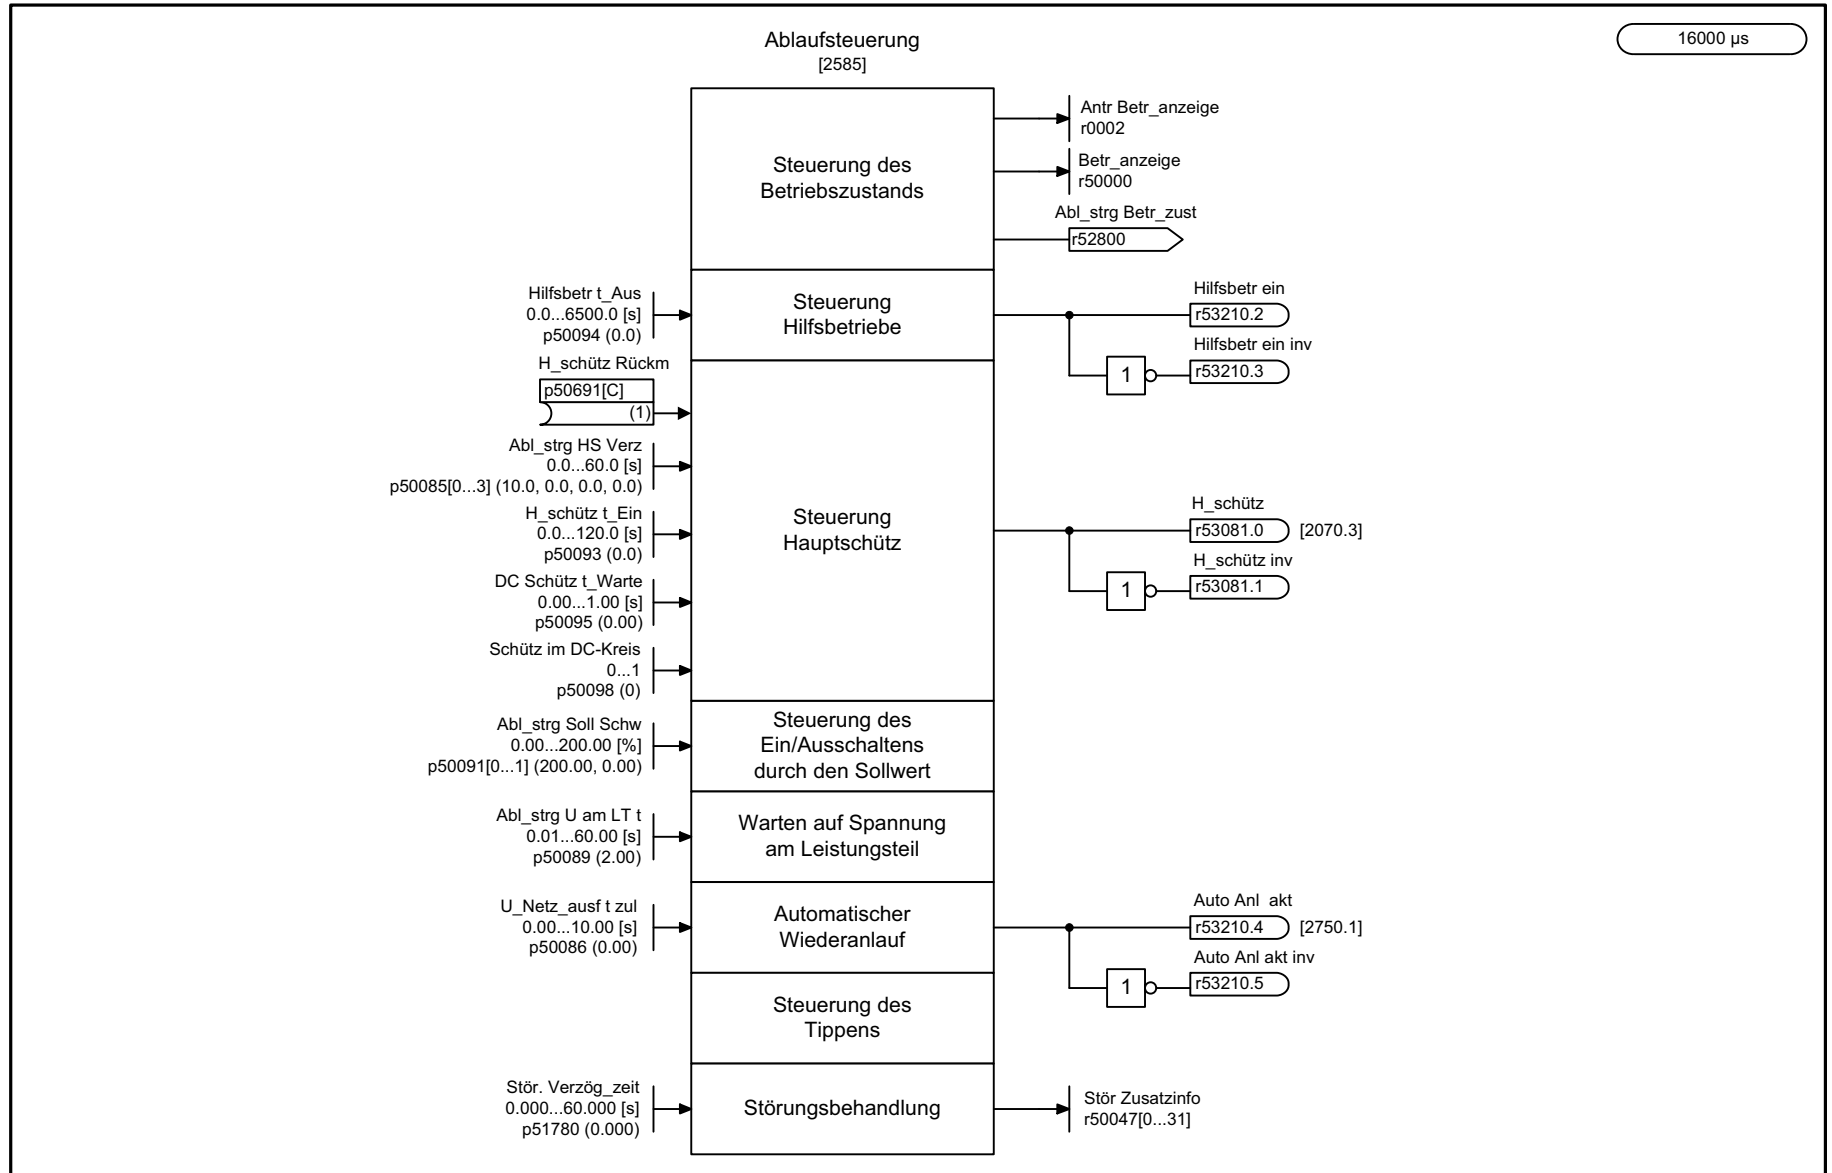 Ablaufsteuerung
[2585]
16000 µs
Steuerung des
Betriebszustands
Antr Betr_anzeige
r0002
Betr_anzeige
r50000
Abl_strg Betr_zust
r52800
Hilfsbetr t_Aus
0.0...6500.0 [s]
p50094 (0.0)
Steuerung
Hilfsbetriebe
Hilfsbetr ein
r53210.2
Hilfsbetr ein inv
1
r53210.3
H_schütz Rückm
p50691[C]
(1)
Abl_strg HS Verz
0.0...60.0 [s]
p50085[0...3] (10.0, 0.0, 0.0, 0.0)
H_schütz t_Ein
0.0...120.0 [s]
p50093 (0.0)
DC Schütz t_Warte
0.00...1.00 [s]
p50095 (0.00)
Schütz im DC-Kreis
0...1
p50098 (0)
Steuerung
Hauptschütz
H_schütz
r53081.0 [2070.3]
H_schütz inv
1
r53081.1
Abl_strg Soll Schw
0.00...200.00 [%]
p50091[0...1] (200.00, 0.00)
Steuerung des
Ein/Ausschaltens
durch den Sollwert
Abl_strg U am LT t
0.01...60.00 [s]
p50089 (2.00)
Warten auf Spannung
am Leistungsteil
U_Netz_ausf t zul
0.00...10.00 [s]
p50086 (0.00)
Automatischer
Wiederanlauf
Auto Anl akt
r53210.4 [2750.1]
Auto Anl akt inv
1
r53210.5
Steuerung des
Tippens
Stör. Verzög_zeit
0.000...60.000 [s]
p51780 (0.000)
Störungsbehandlung
Stör Zusatzinfo
r50047[0...31]